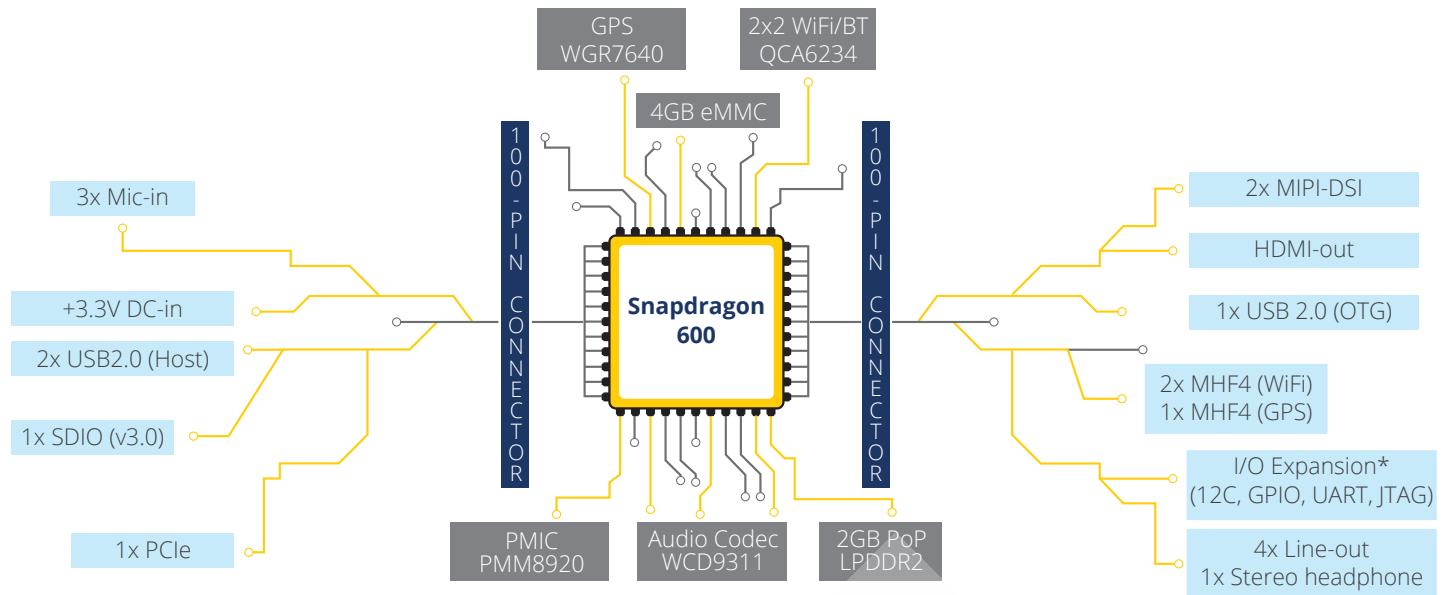 GPS
WGR7640
2x2 WiFi/BT
QCA6234
4GB eMMC
100-PIN CONNECTOR
100-PIN CONNECTOR
3x Mic-in
+3.3V DC-in
2x USB2.0 (Host)
1x SDIO (v3.0)
1x PCIe
Snapdragon
600
2x MIPI-DSI
HDMI-out
1x USB 2.0 (OTG)
2x MHF4 (WiFi)
1x MHF4 (GPS)
I/O Expansion*
(12C, GPIO, UART, JTAG)
4x Line-out
1x Stereo headphone
PMIC
PMM8920
Audio Codec
WCD9311
2GB PoP
LPDDR2